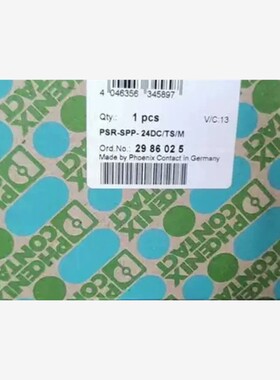 4 046356 345897
Qty.: 1 pcs V/C:13
PSR-SPP- 24DC/TS/M
Ord.No.: 29 86 02 5
Made by Phoenix Contact in Germany
PHOENIX
CONTACT
PHOENIX
CONTACT
PHOENIX
CONTACT